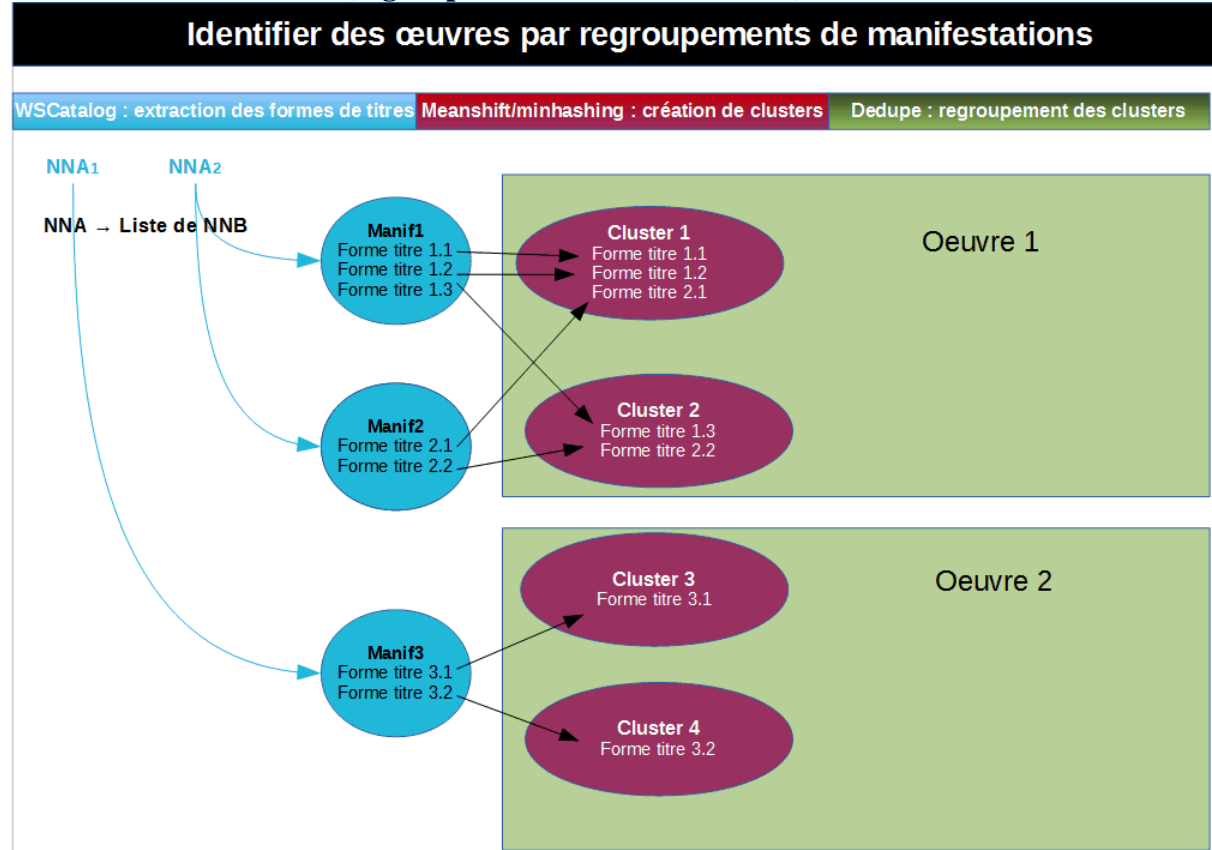 Identifier des œuvres par regroupements de manifestations
WSCatalog : extraction des formes de titres
Meanshift/minhashing : création de clusters
Dedupe : regroupement des clusters
NNA1
NNA2
NNA → Liste de NNB
Manif1
Forme titre 1.1
Forme titre 1.2
Forme titre 1.3
Cluster 1
Forme titre 1.1
Forme titre 1.2
Forme titre 2.1
Oeuvre 1
Manif2
Forme titre 2.1
Forme titre 2.2
Cluster 2
Forme titre 1.3
Forme titre 2.2
Cluster 3
Forme titre 3.1
Oeuvre 2
Manif3
Forme titre 3.1
Forme titre 3.2
Cluster 4
Forme titre 3.2